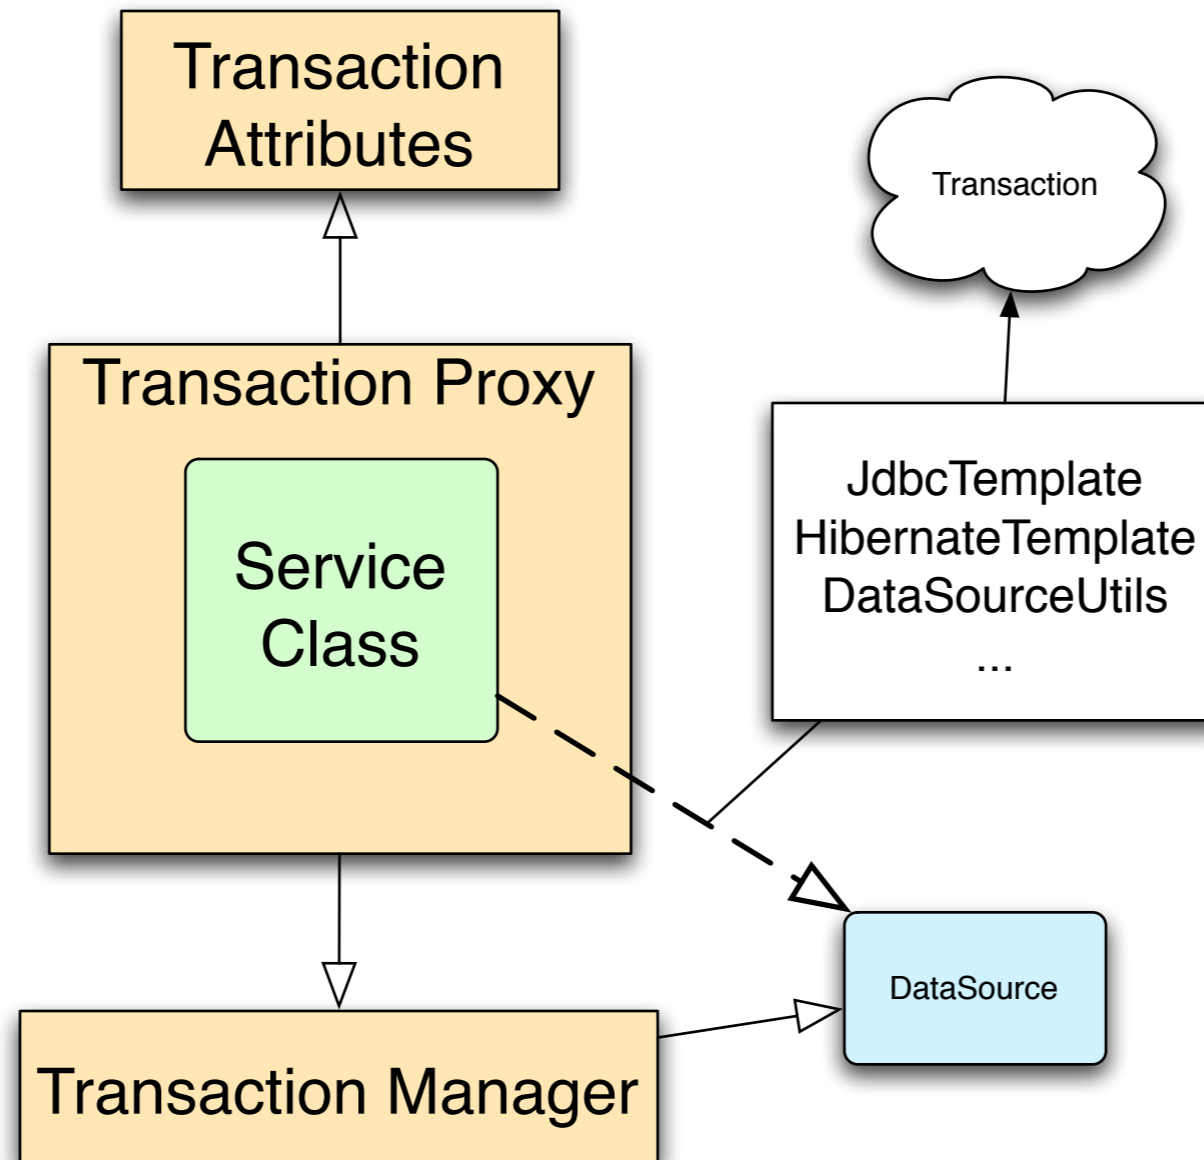 Transaction
Attributes
Transaction
Transaction Proxy
Service
Class
JdbcTemplate
HibernateTemplate
DataSourceUtils
...
DataSource
Transaction Manager